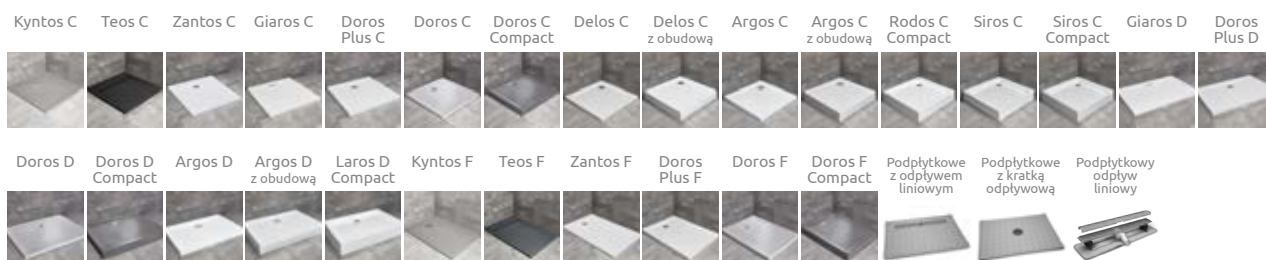 Kyntos C
Teos C
Zantos C
Giaros C
Doros
Plus C
Doros C
Doros C
Compact
Delos C
Delos C
z obudową
Argos C
Argos C
z obudową
Rodos C
Compact
Siros C
Siros C
Compact
Giaros D
Doros
Plus D
Doros D
Doros D
Compact
Argos D
Argos D
z obudową
Laros D
Compact
Kyntos F
Teos F
Zantos F
Doros
Plus F
Doros F
Doros F
Compact
Podpłytkowe
z odpływem
liniowym
Podpłytkowe
z kratką
odpływową
Podpłytkowy
odpływ
liniowy